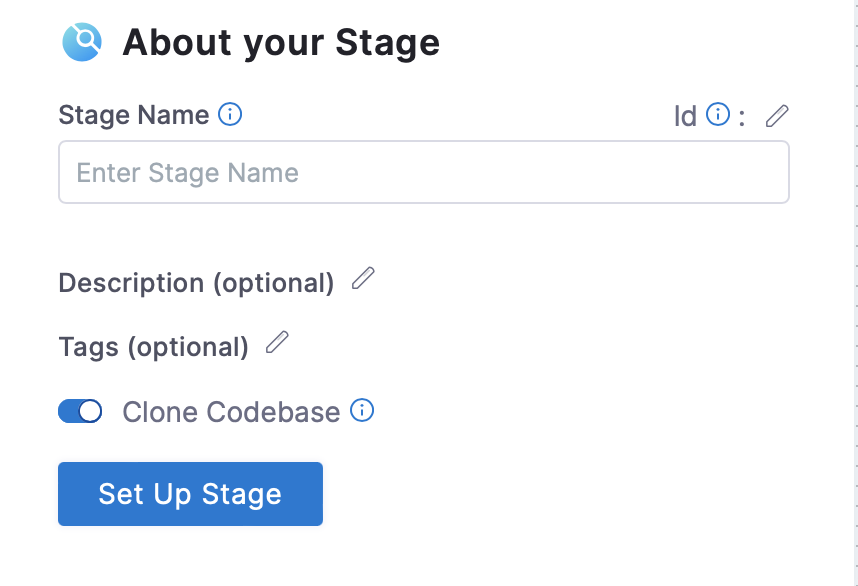 About your Stage
Stage Name Id :
Enter Stage Name
Description (optional)
Tags (optional)
Clone Codebase
Set Up Stage